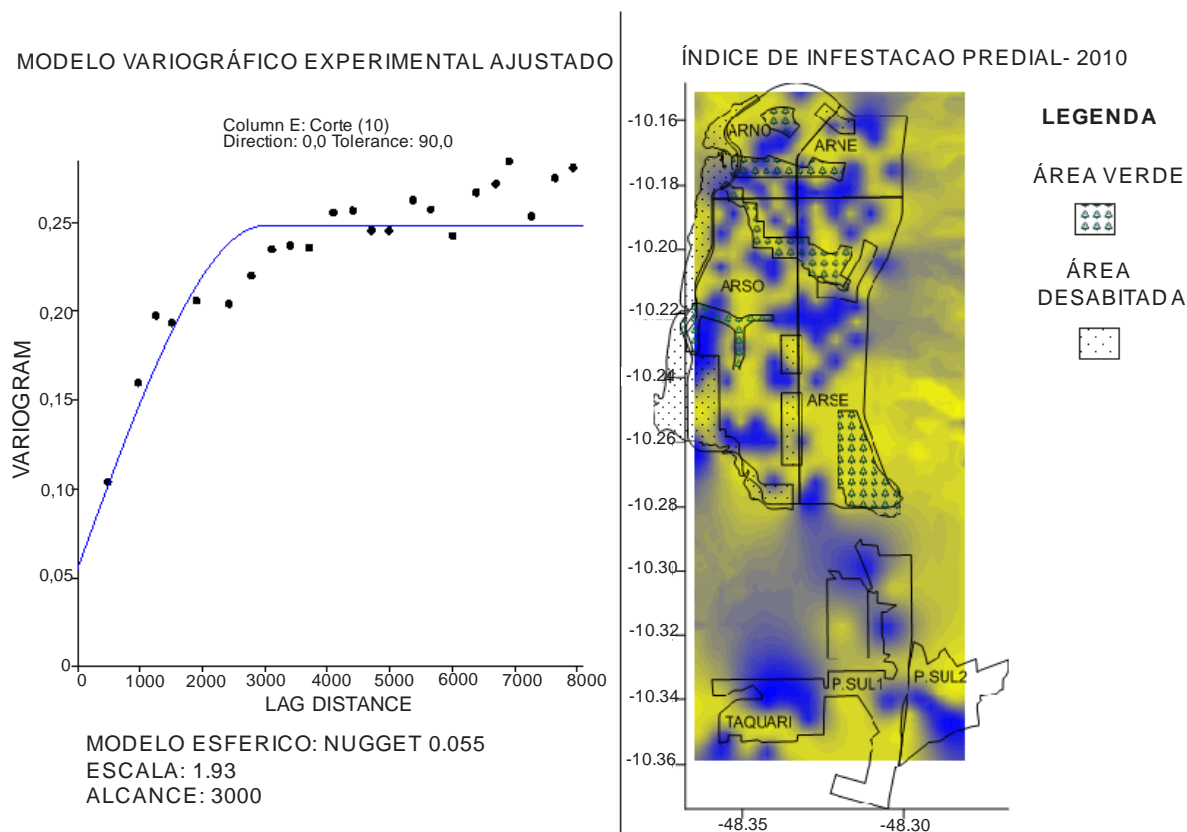 MODELO VARIOGRÁFICO EXPERIMENTAL AJUSTADO
Column E: Corte (10)
Direction: 0,0 Tolerance: 90,0
VARIOGRAM
0,25
0,20
0,15
0,10
0,05
0
0
1000
2000
3000
4000
5000
6000
7000
8000
LAG DISTANCE
MODELO ESFERICO: NUGGET 0.055
ESCALA: 1.93
ALCANCE: 3000
ÍNDICE DE INFESTACAO PREDIAL- 2010
-10.16
-10.18
-10.20
-10.22
-10.24
-10.26
-10.28
-10.30
-10.32
-10.34
-10.36
-48.35
-48.30
ARNO
ARNE
ARSO
ARSE
P.SUL1
P.SUL2
TAQUARI
LEGENDA
ÁREA VERDE
ÁREA
DESABITADA